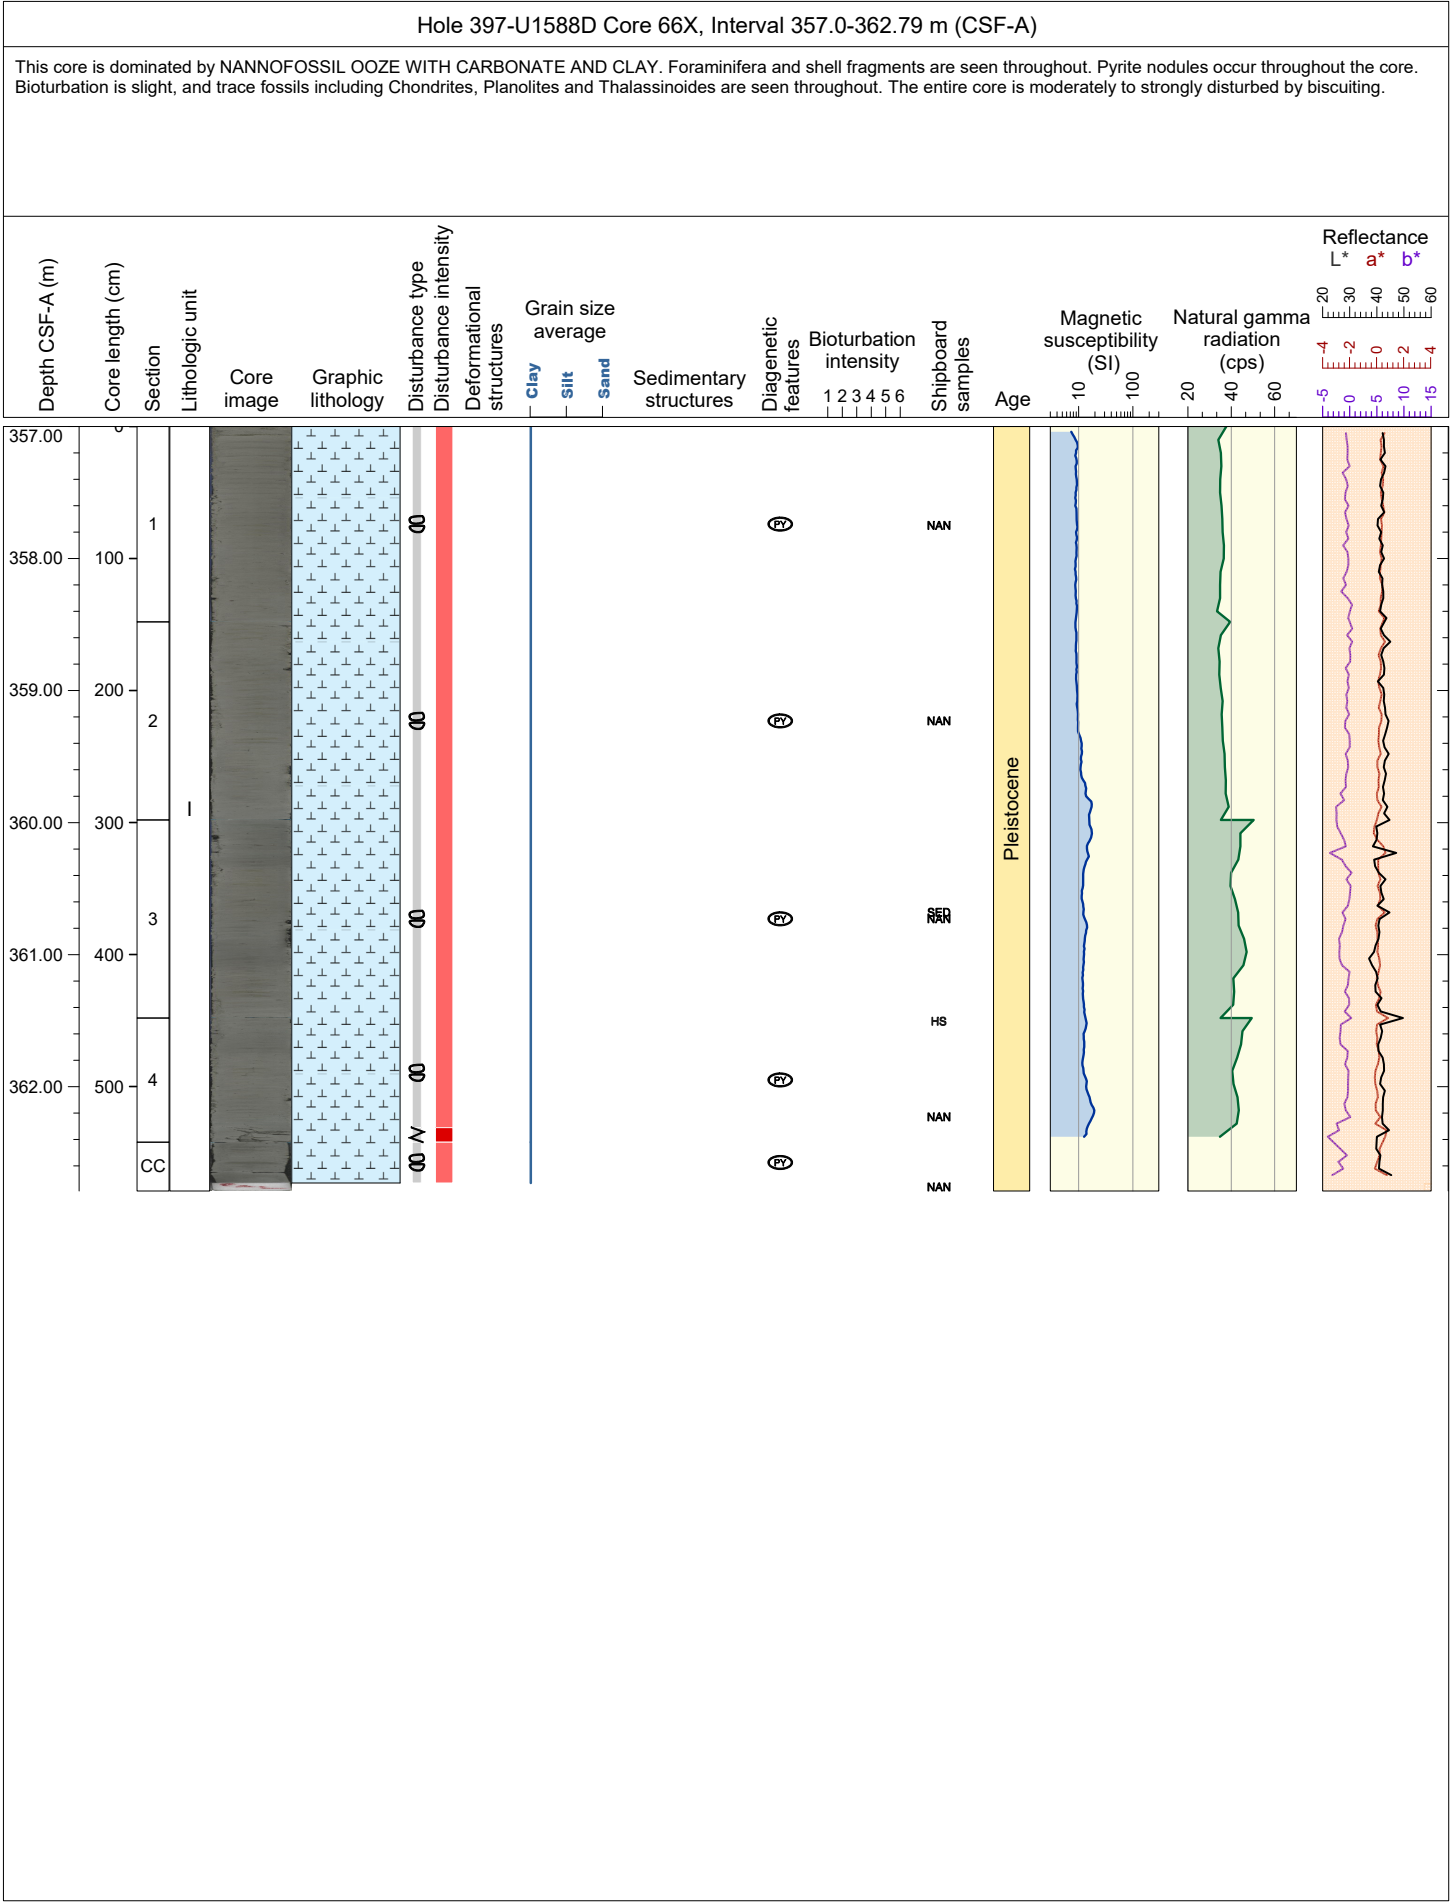 Hole 397-U1588D Core 66X, Interval 357.0-362.79 m (CSF-A)
This core is dominated by NANNOFOSSIL OOZE WITH CARBONATE AND CLAY. Foraminifera and shell fragments are seen throughout. Pyrite nodules occur throughout the core.
Bioturbation is slight, and trace fossils including Chondrites, Planolites and Thalassinoides are seen throughout. The entire core is moderately to strongly disturbed by biscuiting.
Depth CSF-A (m)
Core length (cm)
Section
Lithologic unit
Core
image
Graphic
lithology
Disturbance type
Disturbance intensity
Deformational
structures
Grain size
average
Clay
Silt
Sand
Sedimentary
structures
Diagenetic
features
Bioturbation
intensity
1 2 3 4 5 6
Shipboard
samples
Age
Magnetic
susceptibility
(SI)
10
100
Natural gamma
radiation
(cps)
20
40
60
Reflectance
L* a* b*
20 30 40 50 60
-4 -2 0 2 4
-5 0 5 10 15
357.00
358.00
359.00
360.00
361.00
362.00
0
100
200
300
400
500
1
2
3
4
CC
I
PY
PY
PY
PY
PY
NAN
NAN
SED
NAN
HS
NAN
NAN
Pleistocene